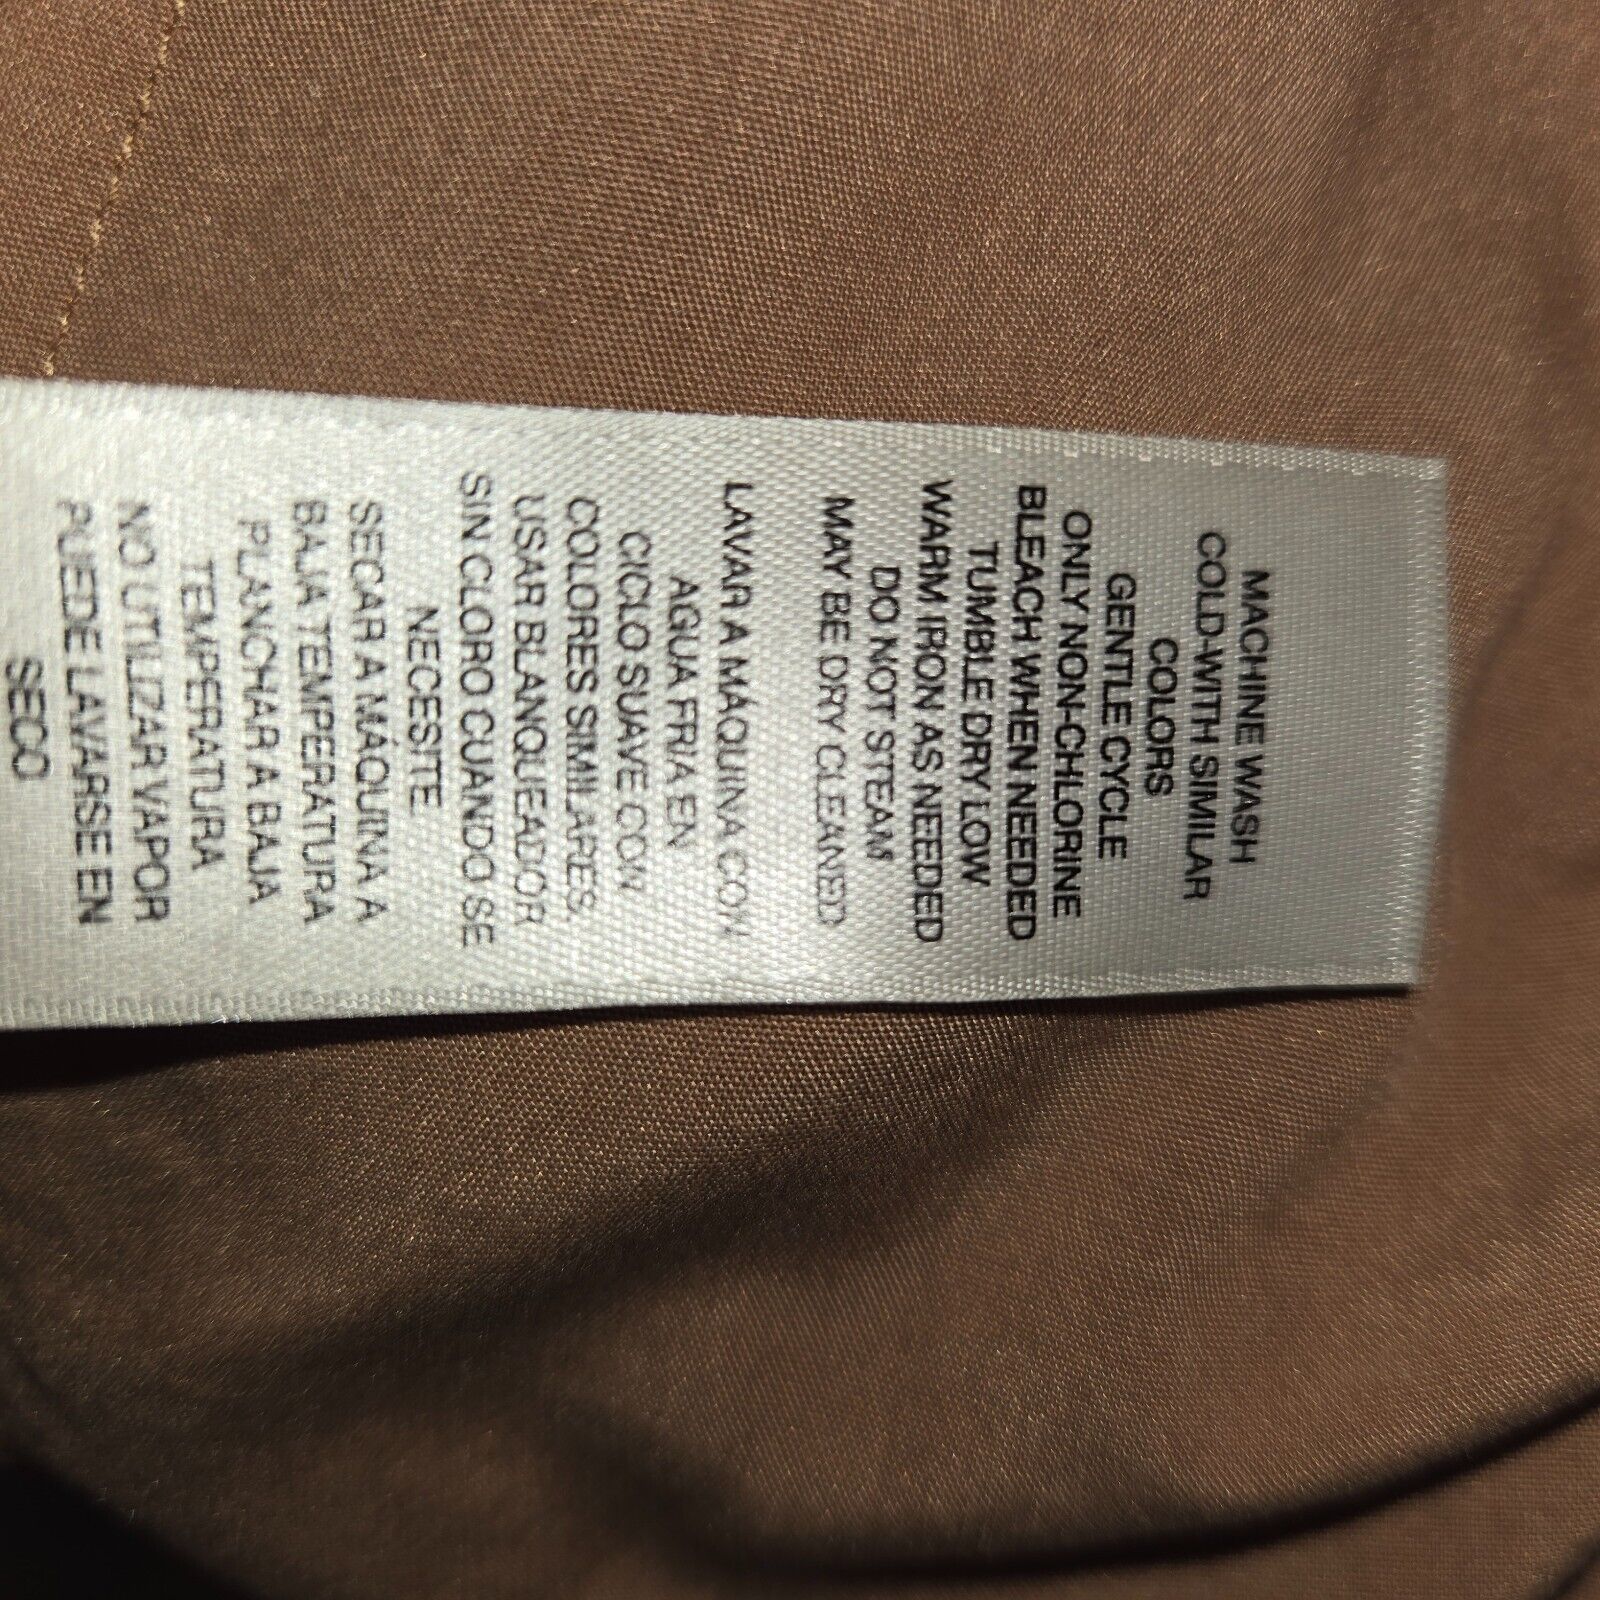 MACHINE WASH
COLD-WITH SIMILAR
COLORS
GENTLE CYCLE
ONLY NON-CHLORINE
BLEACH WHEN NEEDED
TUMBLE DRY LOW
WARM IRON AS NEEDED
DO NOT STEAM
MAY BE DRY CLEANED
LAVAR A MAQUINA CON
AGUA FRIA EN
CICLO SUAVE CON
COLORES SIMILARES,
USAR BLANQUEADOR
SIN CLORO CUANDO SE
NECESITE
SECAR A MÁQUINA A
BAJA TEMPERATURA
PLANCHAR A BAJA
TEMPERATURA
NO UTILIZAR VAPOR
PUEDE LAVARSE EN
SECO